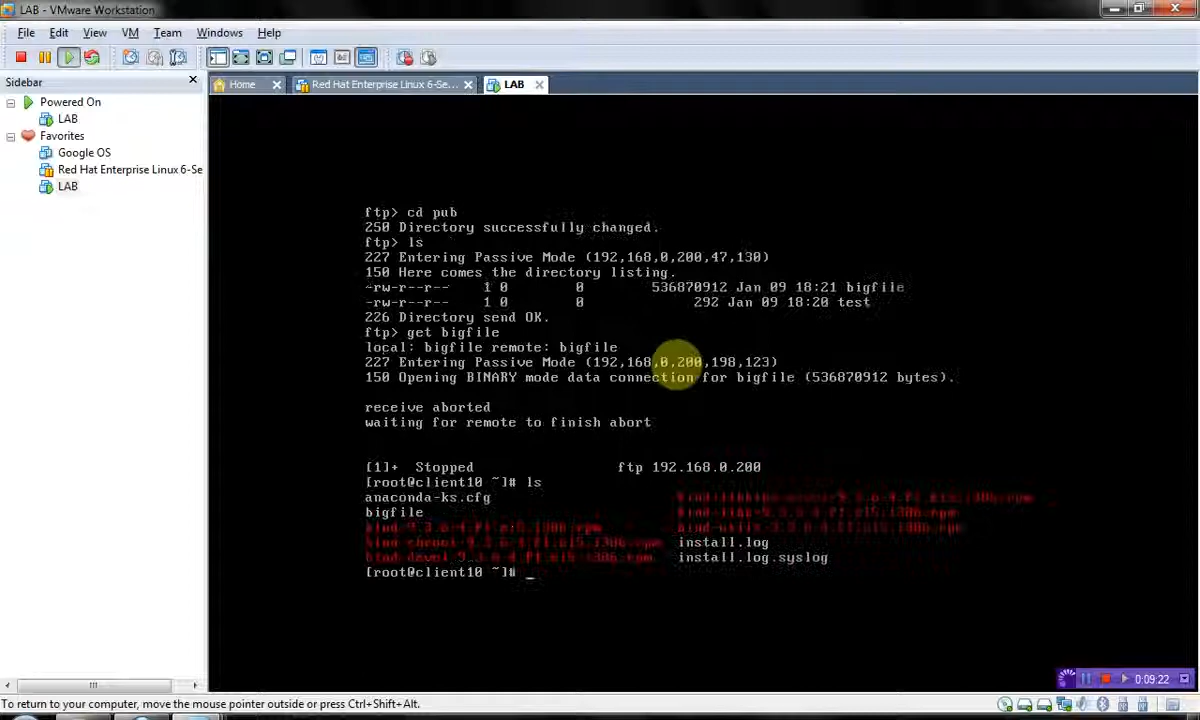 LAB - VMware Workstation
File Edit View VM Team Windows Help
Sidebar
Powered On
LAB
Favorites
Google OS
Red Hat Enterprise Linux 6-Se
LAB
Home
Red Hat Enterprise Linux 6-Se...
LAB
ftp> cd pub
250 Directory successfully changed.
ftp> ls
227 Entering Passive Mode (192,168,0,200,47,130)
150 Here comes the directory listing.
-rw-r--r-- 1 0 0 536870912 Jan 09 18:21 bigfile
-rw-r--r-- 1 0 0 292 Jan 09 18:20 test
226 Directory send OK.
ftp> get bigfile
local: bigfile remote: bigfile
227 Entering Passive Mode (192,168,0,200,198,123)
150 Opening BINARY mode data connection for bigfile (536870912 bytes).
receive aborted
waiting for remote to finish abort
[1]+ Stopped ftp 192.168.0.200
[root@client10 ~]# ls
anaconda-ks.cfg
bigfile
install.log
install.log.syslog
[root@client10 ~]# _
0:09:22
To return to your computer, move the mouse pointer outside or press Ctrl+Shift+Alt.